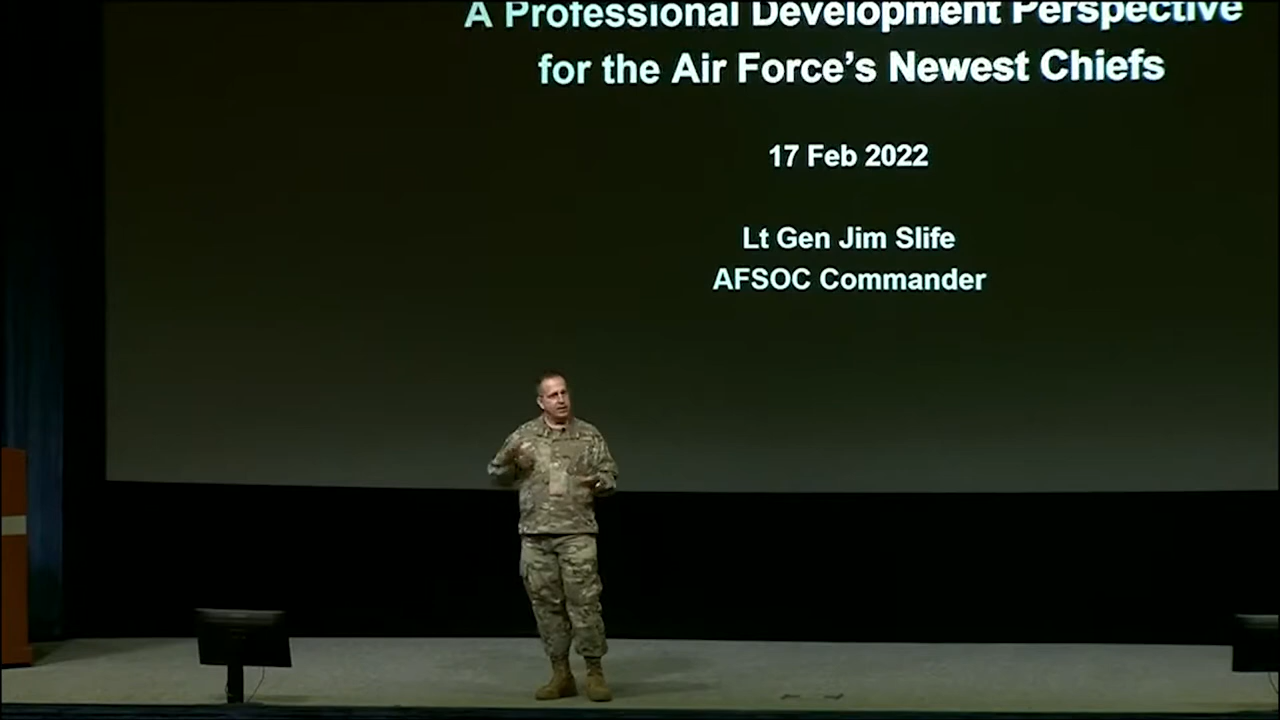 A Professional Development Perspective
for the Air Force's Newest Chiefs
17 Feb 2022
Lt Gen Jim Slife
AFSOC Commander